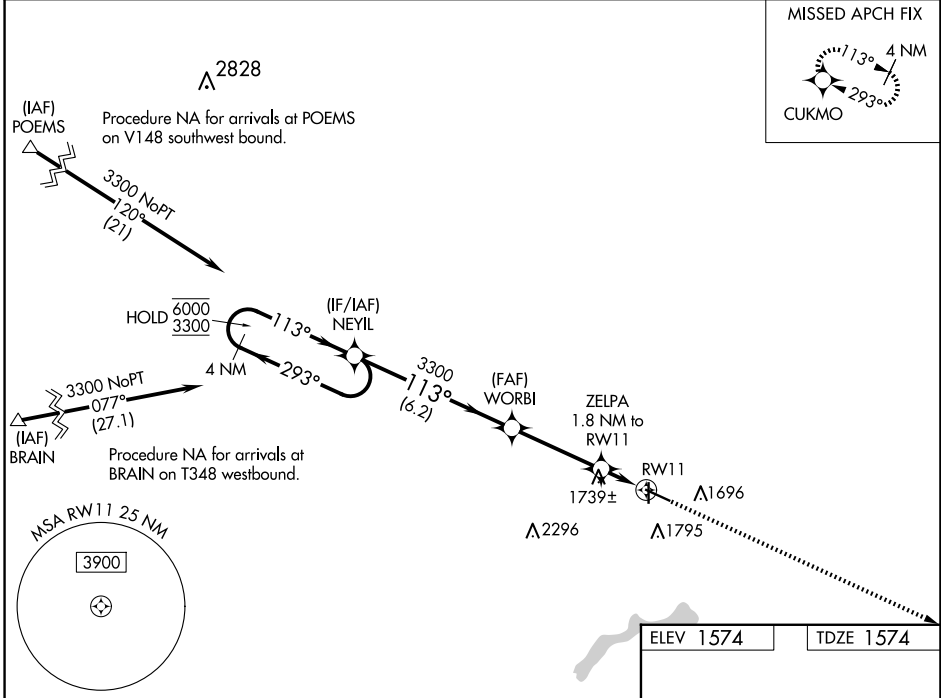 MISSED APCH FIX
113°
4 NM
293°
CUKMO
2828
(IAF)
POEMS
Procedure NA for arrivals at POEMS
on V148 southwest bound.
3300 NoPT
120°
(21)
HOLD
6000
3300
113°
4 NM
293°
(IF/IAF)
NEYIL
3300
113°
(6.2)
(FAF)
WORBI
ZELPA
1.8 NM to
RW11
RW11
1739±
1696
1795
2296
3300 NoPT
077°
(27.1)
(IAF)
BRAIN
Procedure NA for arrivals at
BRAIN on T348 westbound.
MSA RW11 25 NM
3900
ELEV 1574
TDZE 1574